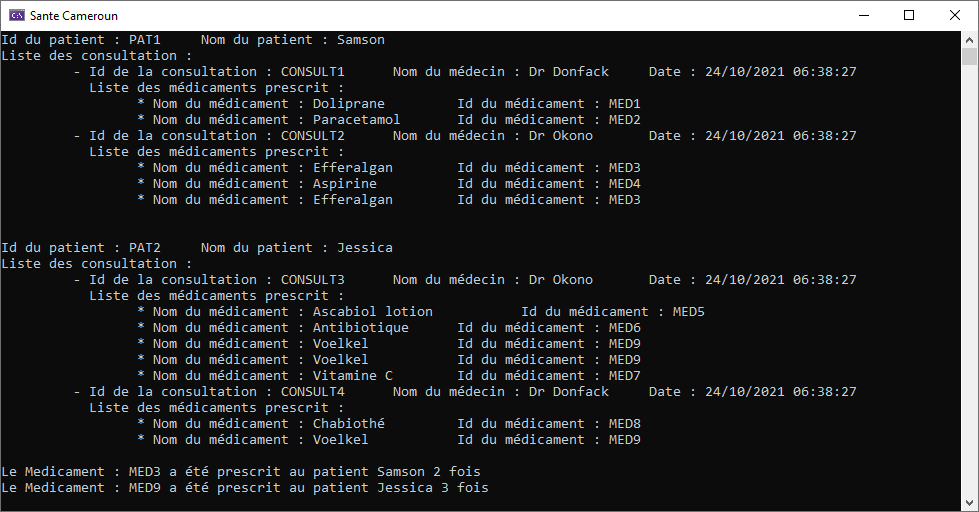 Sante Cameroun
Id du patient : PAT1     Nom du patient : Samson
Liste des consultation :
         - Id de la consultation : CONSULT1      Nom du médecin : Dr Donfack     Date : 24/10/2021 06:38:27
           Liste des médicaments prescrit :
                 * Nom du médicament : Doliprane         Id du médicament : MED1
                 * Nom du médicament : Paracetamol       Id du médicament : MED2
         - Id de la consultation : CONSULT2      Nom du médecin : Dr Okono       Date : 24/10/2021 06:38:27
           Liste des médicaments prescrit :
                 * Nom du médicament : Efferalgan        Id du médicament : MED3
                 * Nom du médicament : Aspirine          Id du médicament : MED4
                 * Nom du médicament : Efferalgan        Id du médicament : MED3
Id du patient : PAT2     Nom du patient : Jessica
Liste des consultation :
         - Id de la consultation : CONSULT3      Nom du médecin : Dr Okono       Date : 24/10/2021 06:38:27
           Liste des médicaments prescrit :
                 * Nom du médicament : Ascabiol lotion           Id du médicament : MED5
                 * Nom du médicament : Antibiotique      Id du médicament : MED6
                 * Nom du médicament : Voelkel           Id du médicament : MED9
                 * Nom du médicament : Voelkel           Id du médicament : MED9
                 * Nom du médicament : Vitamine C        Id du médicament : MED7
         - Id de la consultation : CONSULT4      Nom du médecin : Dr Donfack     Date : 24/10/2021 06:38:27
           Liste des médicaments prescrit :
                 * Nom du médicament : Chabiothé         Id du médicament : MED8
                 * Nom du médicament : Voelkel           Id du médicament : MED9
Le Medicament : MED3 a été prescrit au patient Samson 2 fois
Le Medicament : MED9 a été prescrit au patient Jessica 3 fois